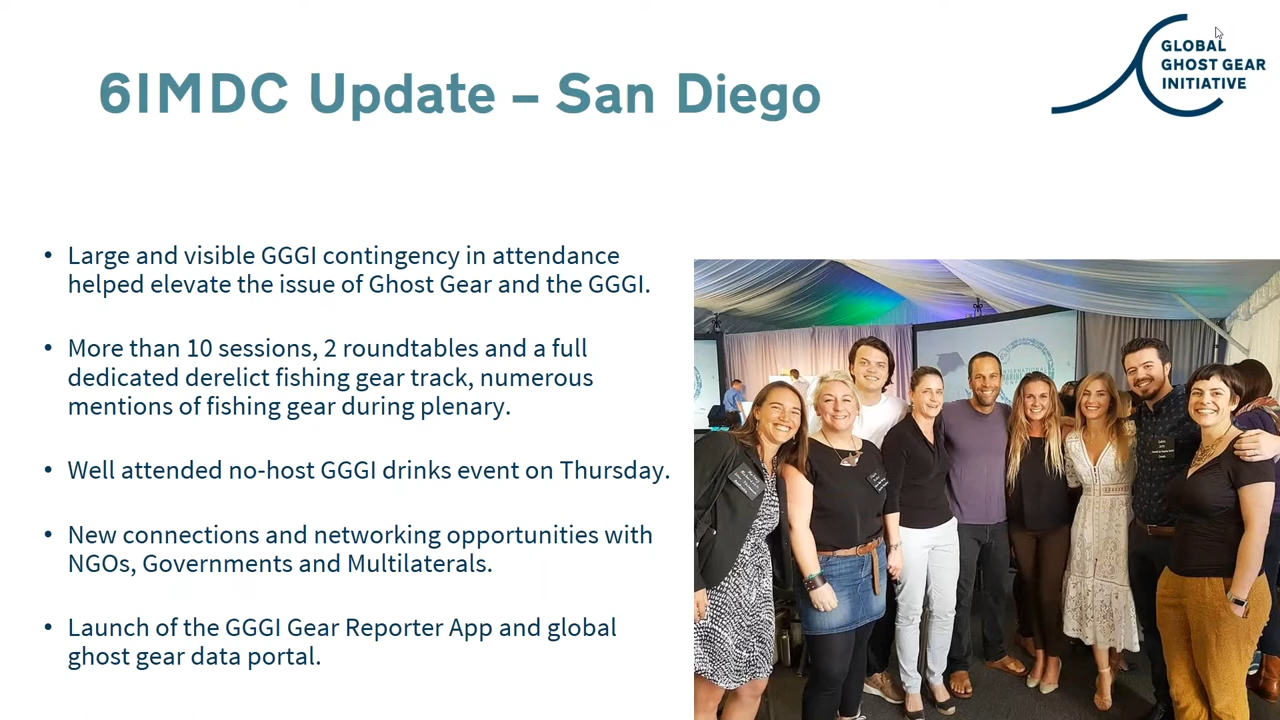 GLOBAL
GHOST GEAR
INITIATIVE
6IMDC Update – San Diego
• Large and visible GGGI contingency in attendance
helped elevate the issue of Ghost Gear and the GGGI.
• More than 10 sessions, 2 roundtables and a full
dedicated derelict fishing gear track, numerous
mentions of fishing gear during plenary.
• Well attended no-host GGGI drinks event on Thursday.
• New connections and networking opportunities with
NGOs, Governments and Multilaterals.
• Launch of the GGGI Gear Reporter App and global
ghost gear data portal.
INTERNATIONAL